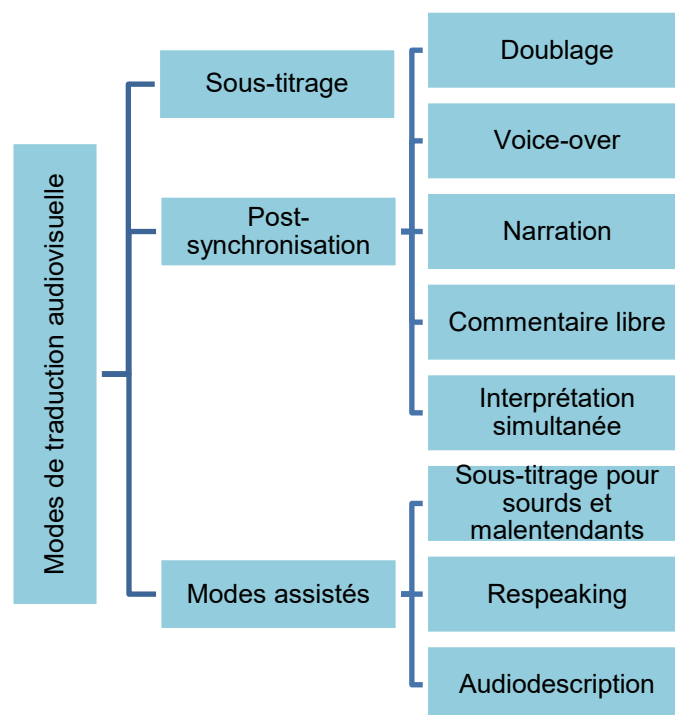 Modes de traduction audiovisuelle
Sous-titrage
Post-
synchronisation
Doublage
Voice-over
Narration
Commentaire libre
Interprétation
simultanée
Modes assistés
Sous-titrage pour
sourds et
malentendants
Respeaking
Audiodescription